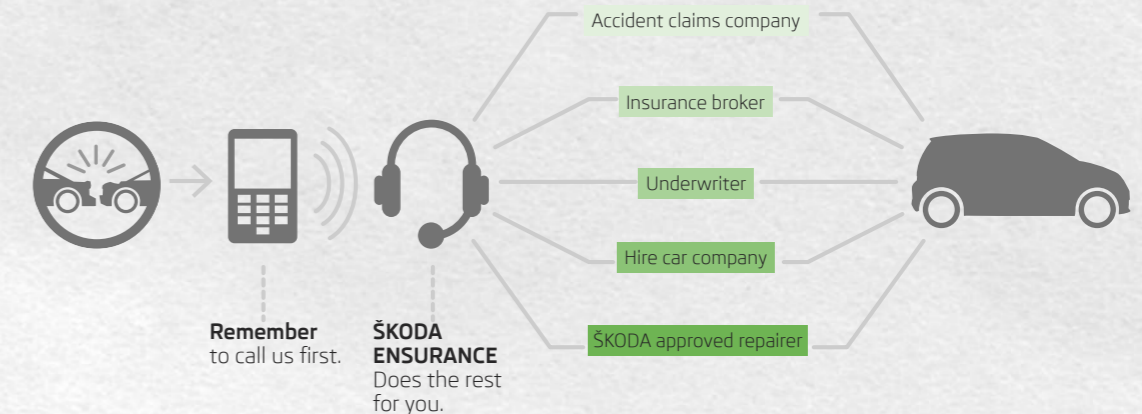 Accident claims company
Insurance broker
Underwriter
Hire car company
ŠKODA approved repairer
Remember
to call us first.
ŠKODA
ENSURANCE
Does the rest
for you.